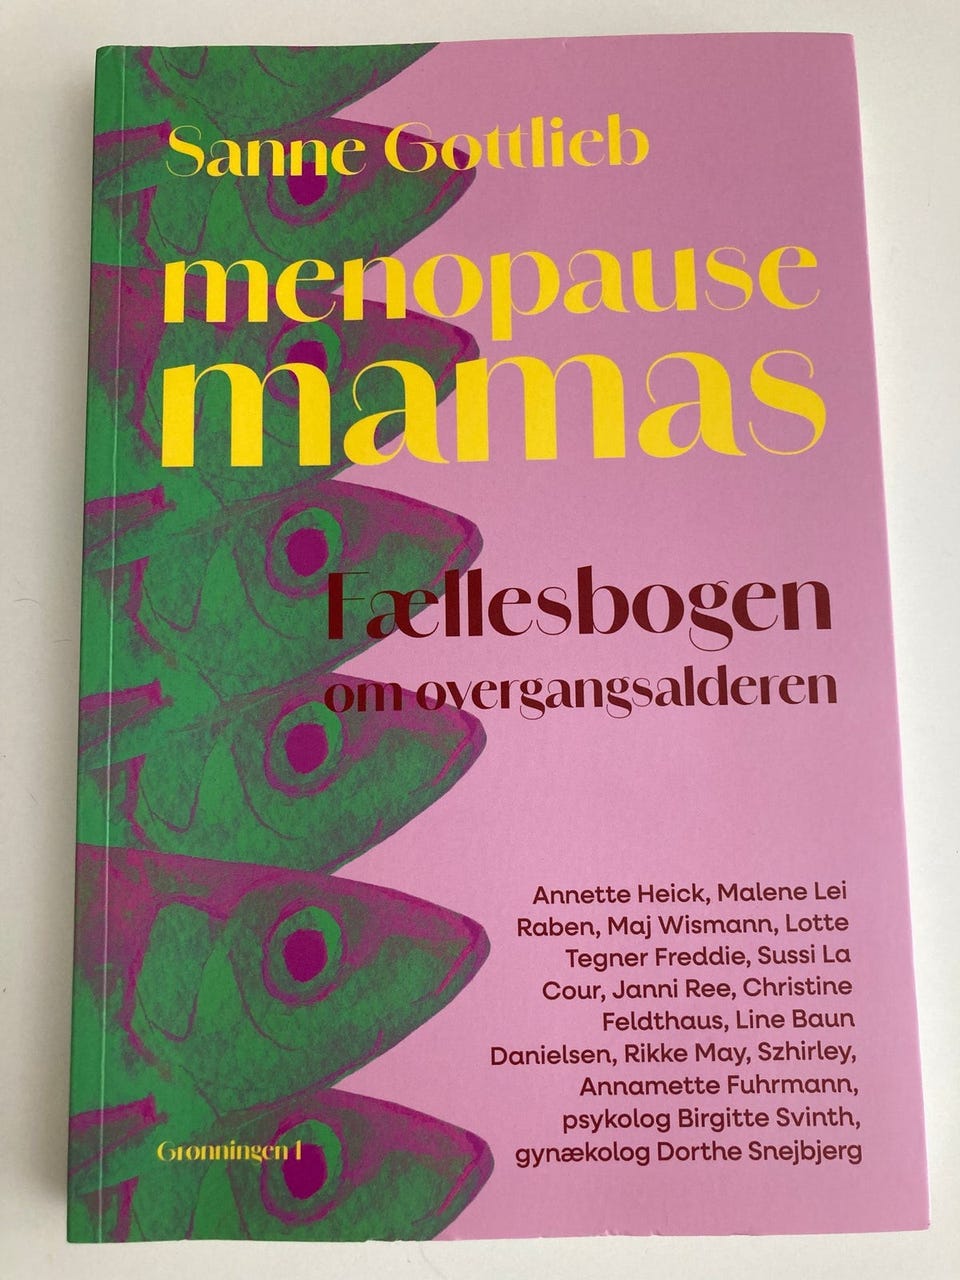 Sanne Gottlieb
menopause
mamas
Fællesbogen
om overgangsalderen
Annette Heick, Malene Lei
Raben, Maj Wismann, Lotte
Tegner Freddie, Sussi La
Cour, Janni Ree, Christine
Feldthaus, Line Baun
Danielsen, Rikke May, Szhirley,
Annamette Fuhrmann,
psykolog Birgitte Svinth,
gynækolog Dorthe Snejbjerg
Grønningen 1